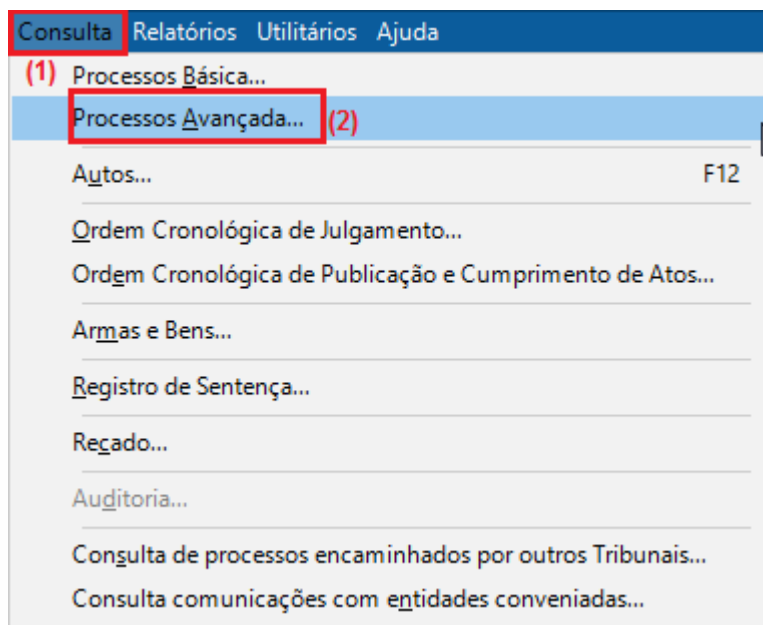 Consulta Relatórios Utilitários Ajuda
(1) Processos Básica...
Processos Avançada... (2)
Autos... F12
Ordem Cronológica de Julgamento...
Ordem Cronológica de Publicação e Cumprimento de Atos...
Armas e Bens...
Registro de Sentença...
Recado...
Auditoria...
Consulta de processos encaminhados por outros Tribunais...
Consulta comunicações com entidades conveniadas...